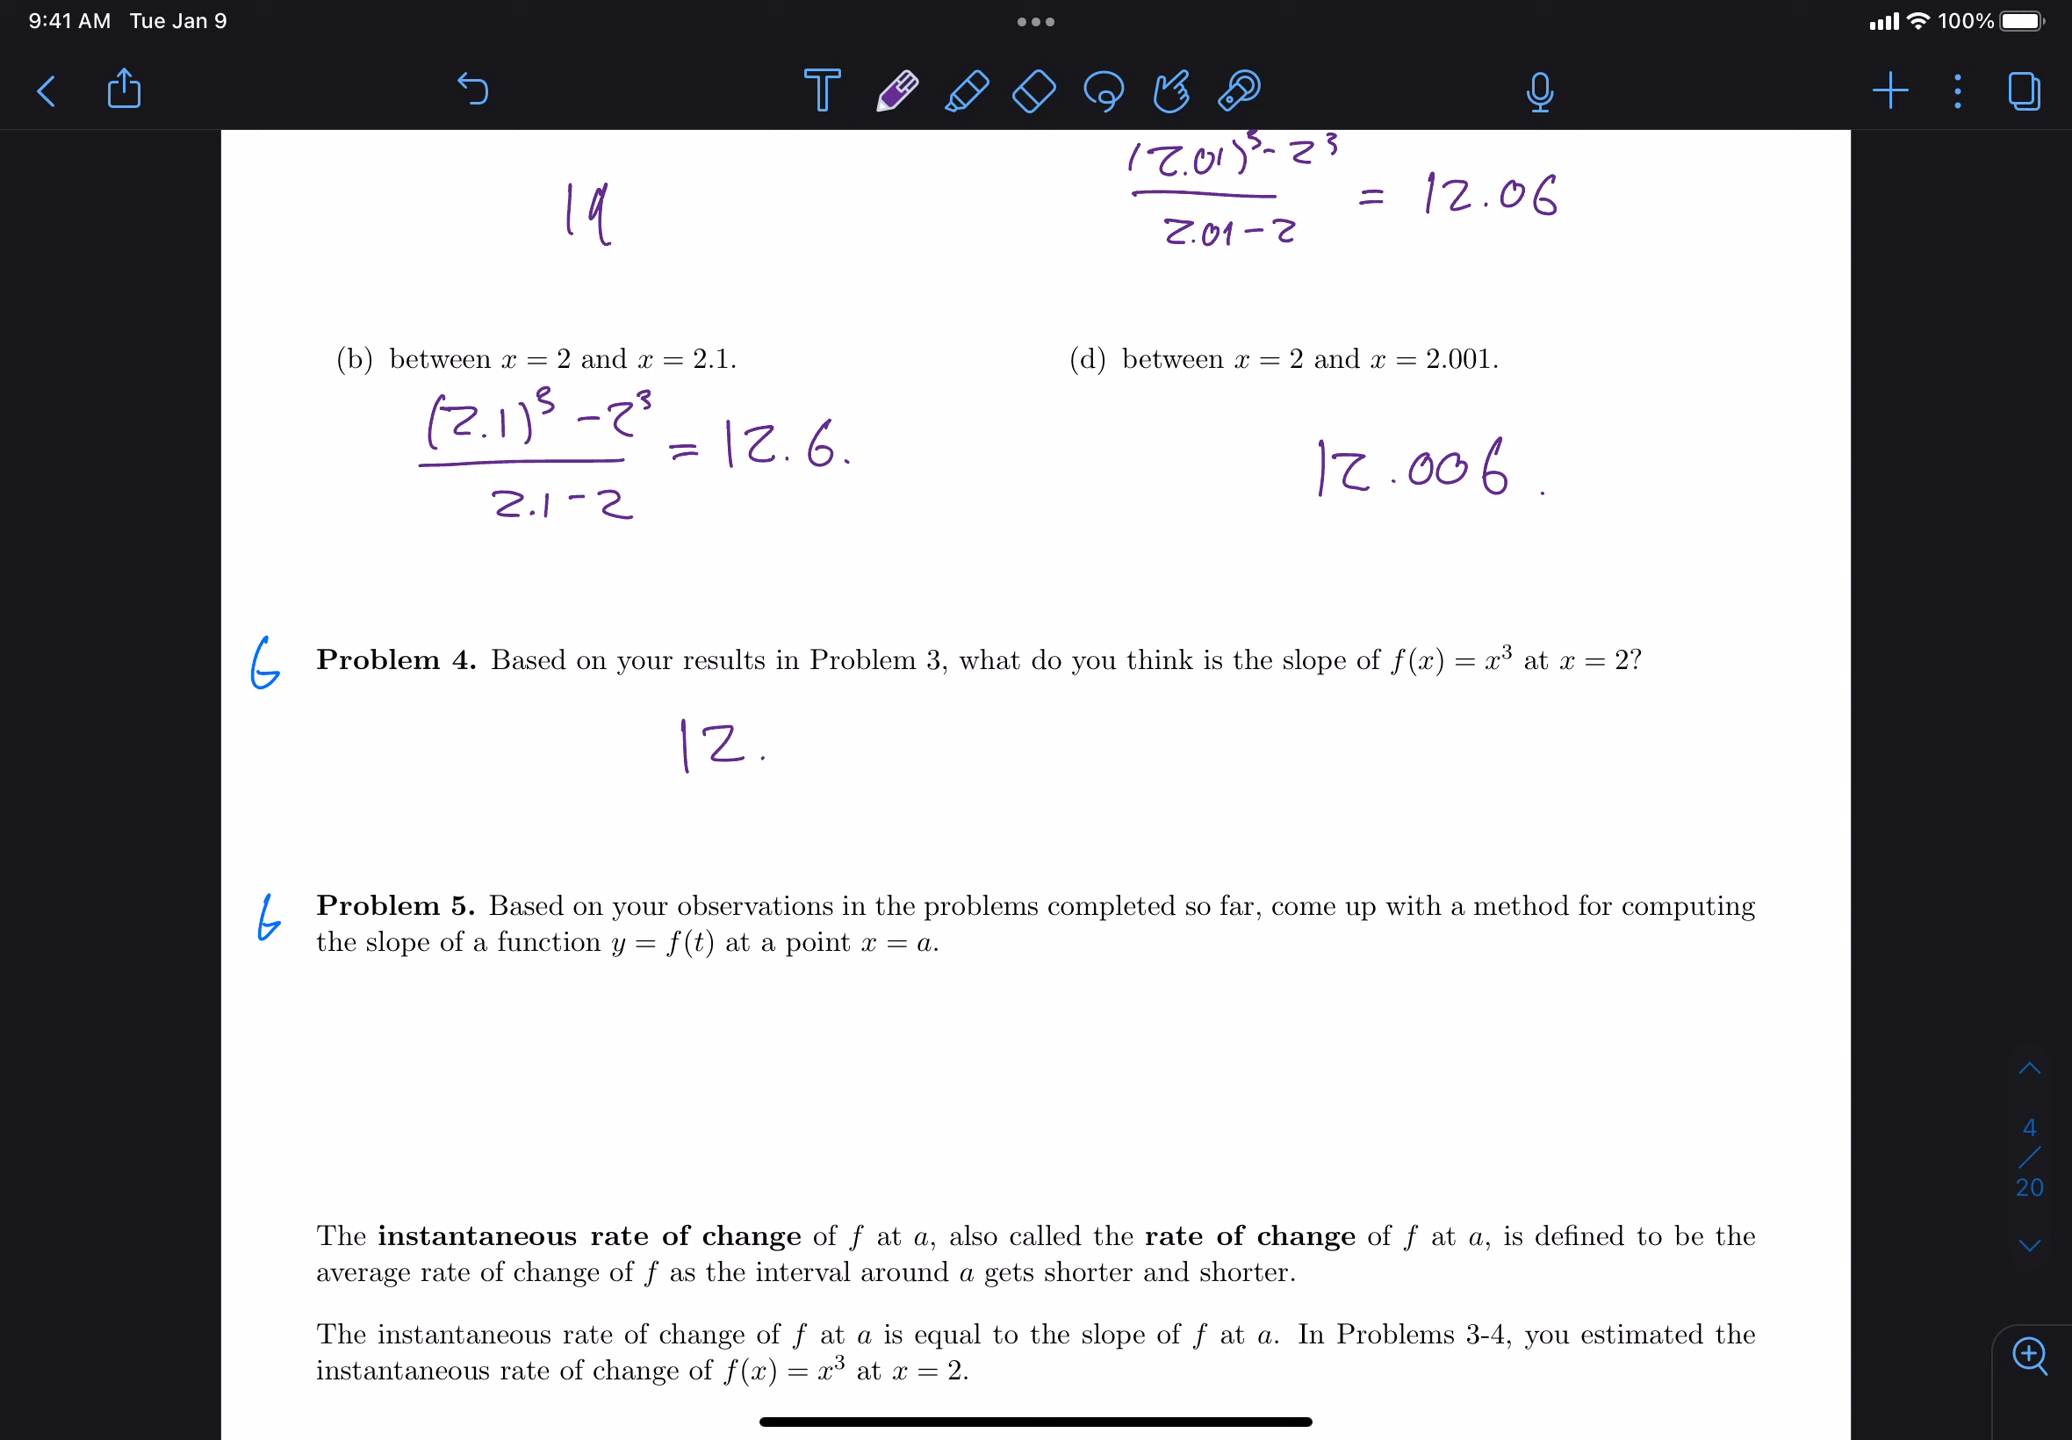 9:41 AM Tue Jan 9
100%
19
(2.01)³- 2³
2.01-2
= 12.06
(b) between x = 2 and x = 2.1.
(2.1)³ -2³
2.1-2
= 12.6.
(d) between x = 2 and x = 2.001.
12.006.
6
Problem 4. Based on your results in Problem 3, what do you think is the slope of f(x) = x³ at x = 2?
12.
6
Problem 5. Based on your observations in the problems completed so far, come up with a method for computing
the slope of a function y = f(t) at a point x = a.
4
/
20
The instantaneous rate of change of f at a, also called the rate of change of f at a, is defined to be the
average rate of change of f as the interval around a gets shorter and shorter.
The instantaneous rate of change of f at a is equal to the slope of f at a. In Problems 3-4, you estimated the
instantaneous rate of change of f(x) = x³ at x = 2.